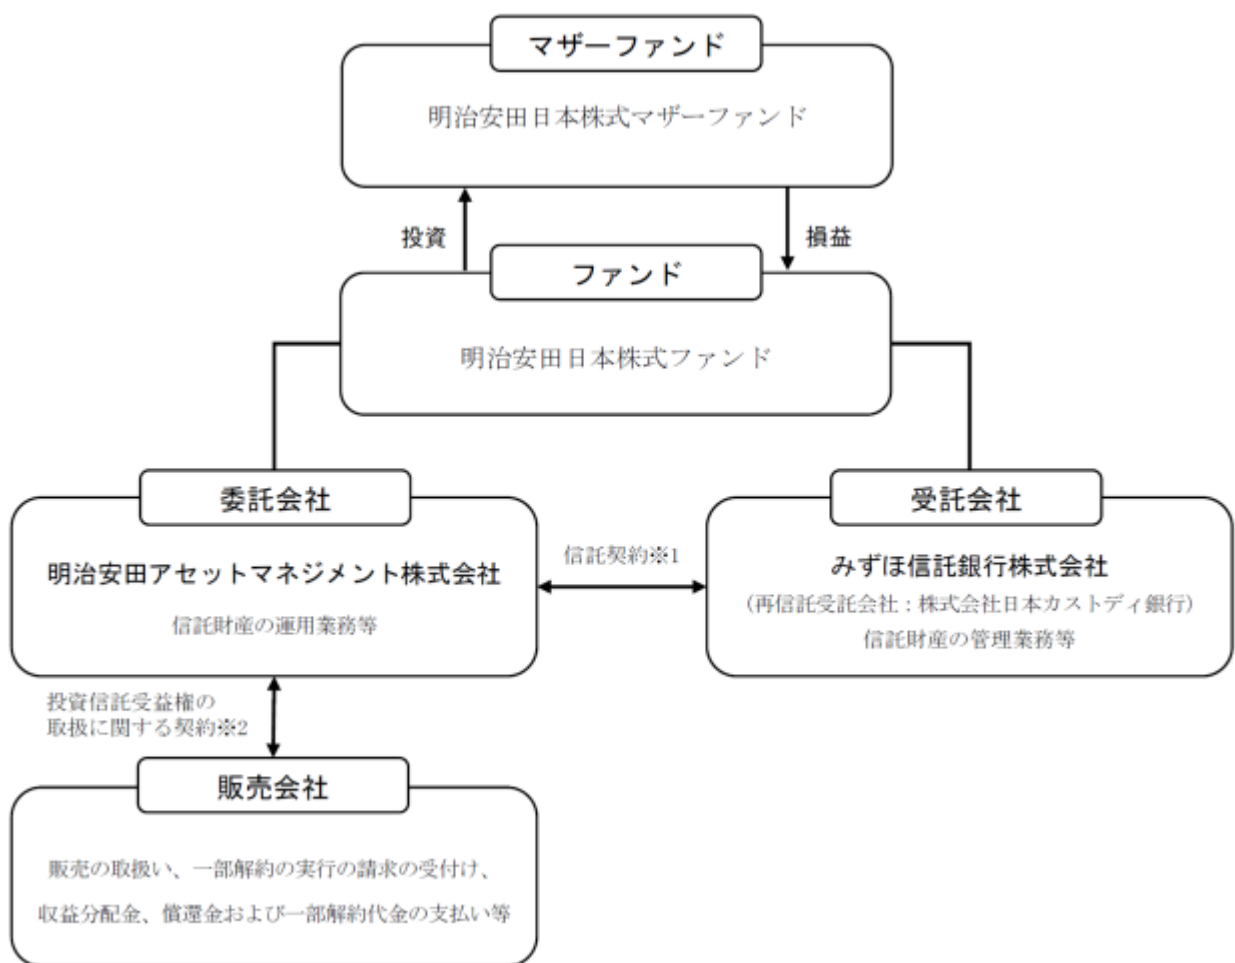 マザーファンド
明治安田日本株式マザーファンド
投資
損益
ファンド
明治安田日本株式ファンド
委託会社
明治安田アセットマネジメント株式会社
信託財産の運用業務等
信託契約※1
受託会社
みずほ信託銀行株式会社
（再信託受託会社：株式会社日本カストディ銀行）
信託財産の管理業務等
投資信託受益権の
取扱に関する契約※2
販売会社
販売の取扱い、一部解約の実行の請求の受付け、
収益分配金、償還金および一部解約代金の支払い等